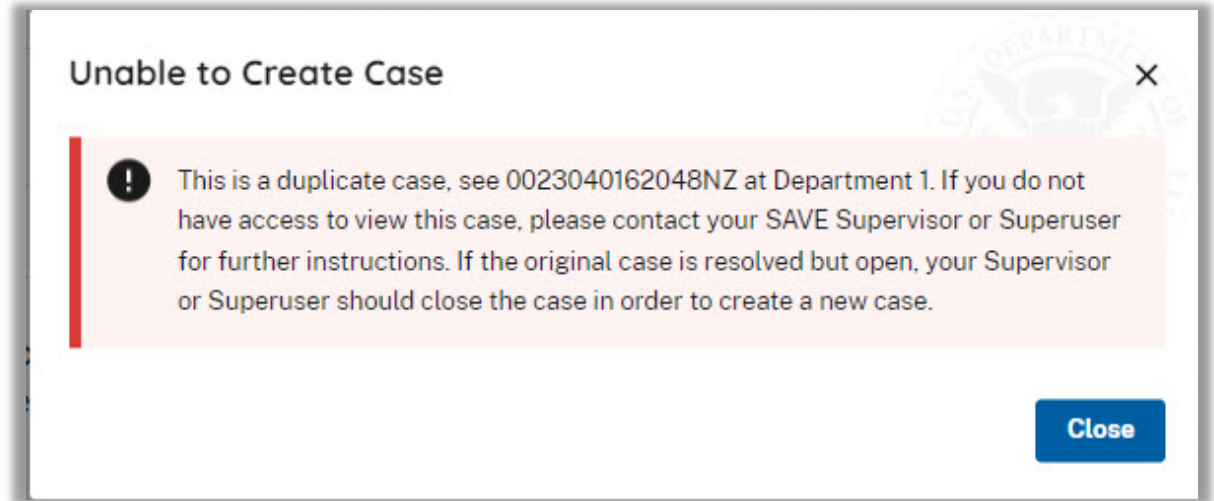 Unable to Create Case
This is a duplicate case, see 0023040162048NZ at Department 1. If you do not
have access to view this case, please contact your SAVE Supervisor or Superuser
for further instructions. If the original case is resolved but open, your Supervisor
or Superuser should close the case in order to create a new case.
Close